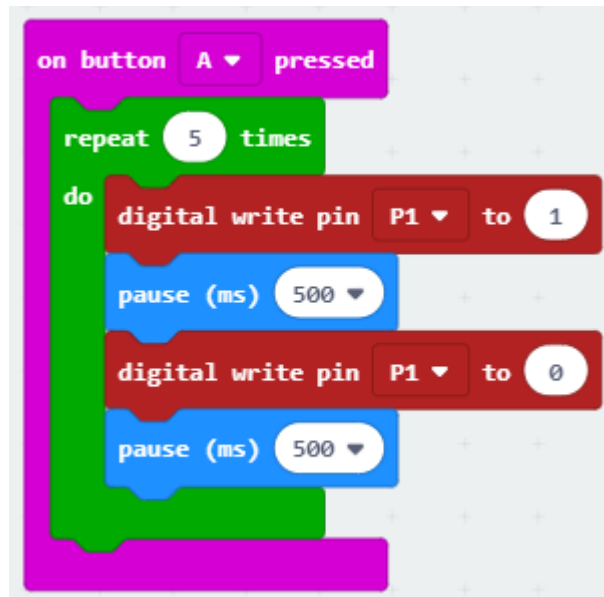 on button A pressed
repeat 5 times
do
digital write pin P1 to 1
pause (ms) 500
digital write pin P1 to 0
pause (ms) 500